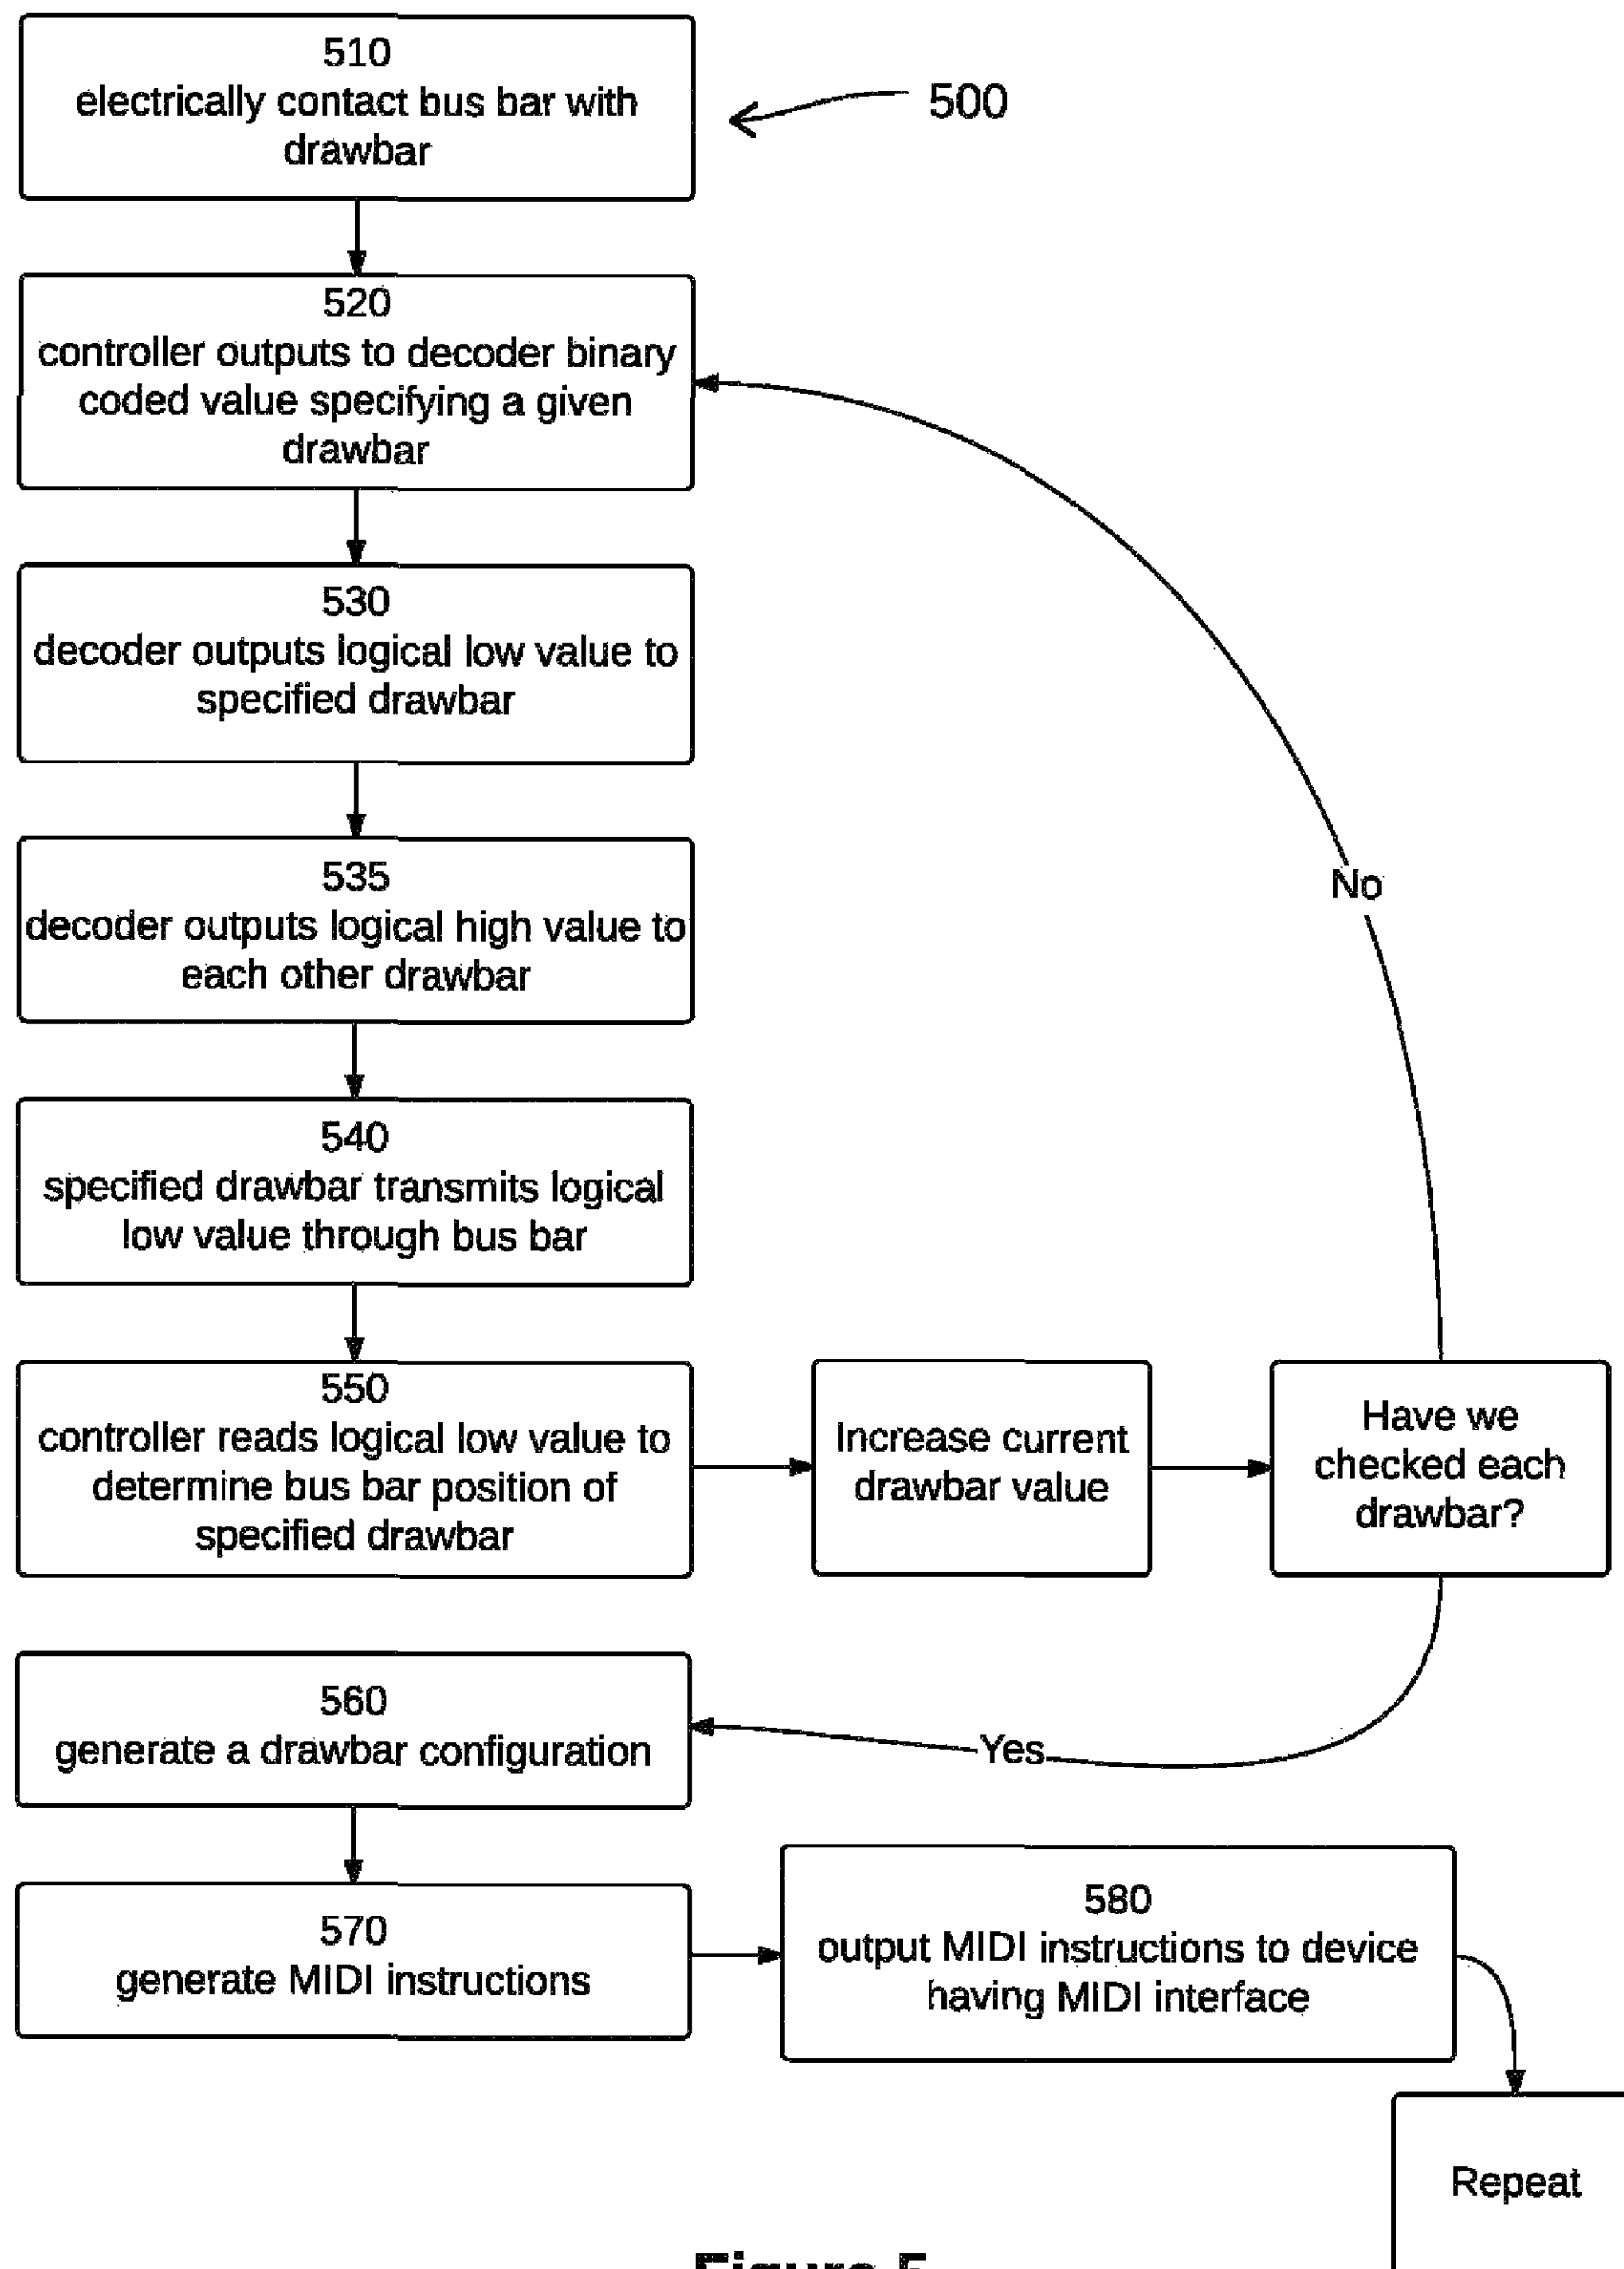 510
electrically contact bus bar with
drawbar
500
520
controller outputs to decoder binary
coded value specifying a given
drawbar
530
decoder outputs logical low value to
specified drawbar
535
decoder outputs logical high value to
each other drawbar
No
540
specified drawbar transmits logical
low value through bus bar
550
controller reads logical low value to
determine bus bar position of
specified drawbar
Increase current
drawbar value
Have we
checked each
drawbar?
560
generate a drawbar configuration
Yes
570
generate MIDI instructions
580
output MIDI instructions to device
having MIDI interface
Repeat
Figure 5